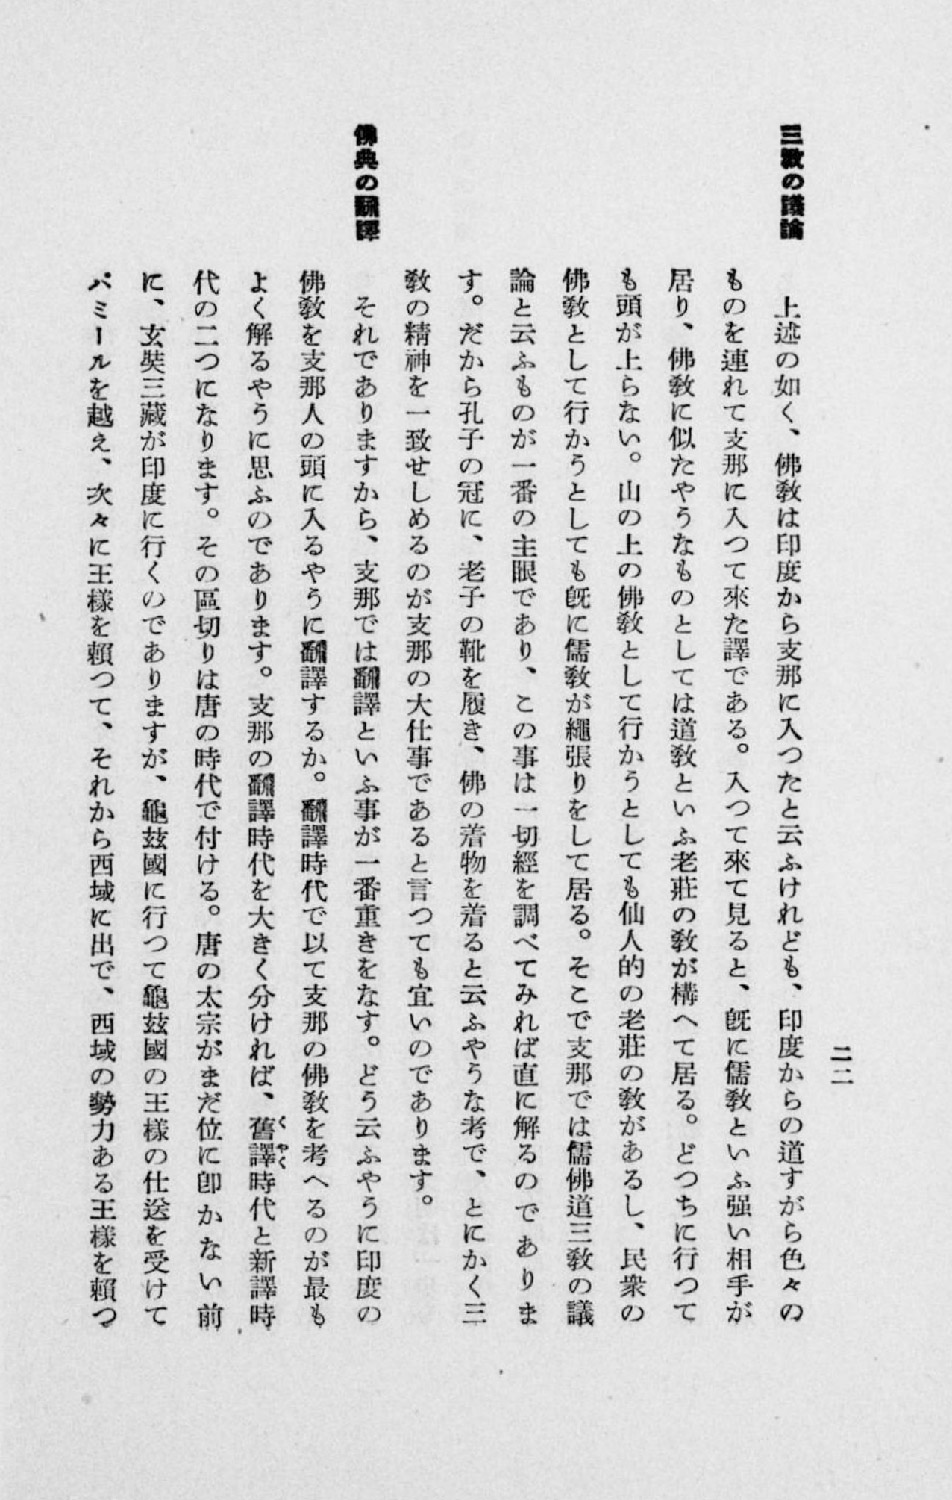 二二
三敎の議論
上述の如く、佛敎は印度から支那に入つたと云ふけれども、印度からの道すがら色々の
ものを連れて支那に入つて來た譯である。入つて來て見ると、旣に儒敎といふ强い相手が
居り、佛敎に似たやうなものとしては道敎といふ老莊の敎が構へて居る。どつちに行つて
も頭が上らない。山の上の佛敎として行かうとしても仙人的の老莊の敎があるし、民衆の
佛敎として行かうとしても旣に儒敎が繩張りをして居る。そこで支那では儒佛道三敎の議
論と云ふものが一番の主眼であり、この事は一切經を調べてみれば直に解るのでありま
す。だから孔子の冠に、老子の靴を履き、佛の着物を着ると云ふやうな考で、とにかく三
敎の精神を一致せしめるのが支那の大仕事であると言つても宜いのであります。
佛典の飜譯
それでありますから、支那では飜譯といふ事が一番重きをなす。どう云ふやうに印度の
佛敎を支那人の頭に入るやうに飜譯するか。飜譯時代で以て支那の佛敎を考へるのが最も
よく解るやうに思ふのであります。支那の飜譯時代を大きく分ければ、舊譯時代と新譯時
くやく
代の二つになります。その區切りは唐の時代で付ける。唐の太宗がまだ位に卽かない前
に、玄奘三藏が印度に行くのでありますが、龜玆國に行つて龜玆國の王樣の仕送を受けて
パミールを越え、次々に王樣を賴つて、それから西域に出で、西域の勢力ある王樣を賴つ